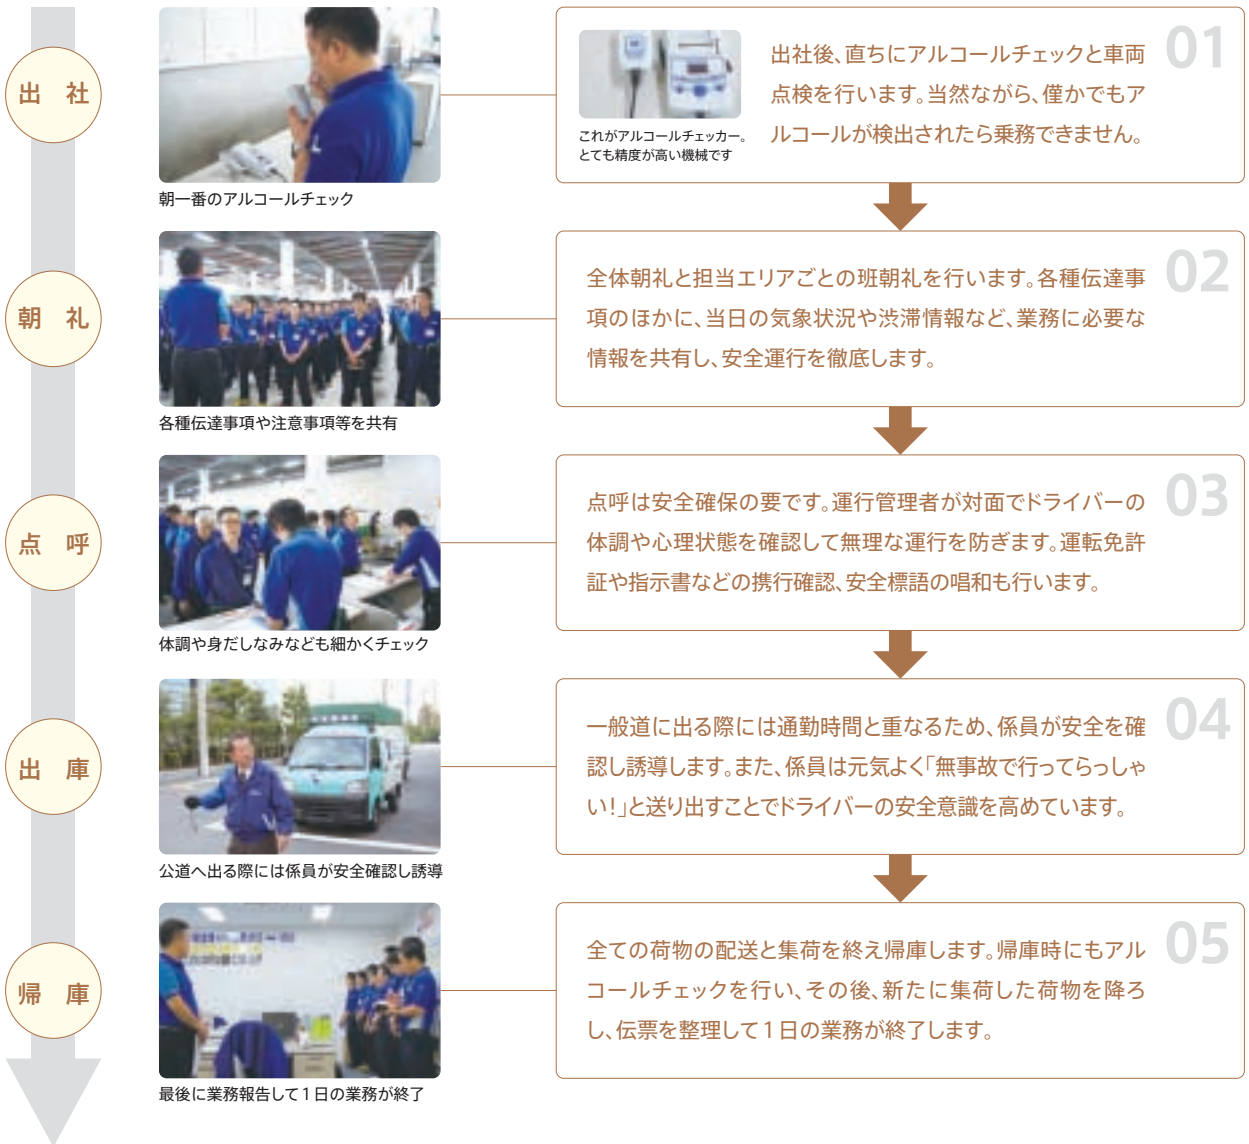 出 社
朝一番のアルコールチェック
これがアルコールチェッカー。
とても精度が高い機械です
01
出社後、直ちにアルコールチェックと車両
点検を行います。当然ながら、僅かでもア
ルコールが検出されたら乗務できません。
朝 礼
各種伝達事項や注意事項等を共有
02
全体朝礼と担当エリアごとの班朝礼を行います。各種伝達事
項のほかに、当日の気象状況や渋滞情報など、業務に必要な
情報を共有し、安全運行を徹底します。
点 呼
体調や身だしなみなども細かくチェック
03
点呼は安全確保の要です。運行管理者が対面でドライバーの
体調や心理状態を確認して無理な運行を防ぎます。運転免許
証や指示書などの携行確認、安全標語の唱和も行います。
出 庫
公道へ出る際には係員が安全確認し誘導
04
一般道に出る際には通勤時間と重なるため、係員が安全を確
認し誘導します。また、係員は元気よく「無事故で行ってらっしゃ
い!」と送り出すことでドライバーの安全意識を高めています。
帰 庫
最後に業務報告して1日の業務が終了
05
全ての荷物の配送と集荷を終え帰庫します。帰庫時にもアル
コールチェックを行い、その後、新たに集荷した荷物を降ろ
し、伝票を整理して1日の業務が終了します。